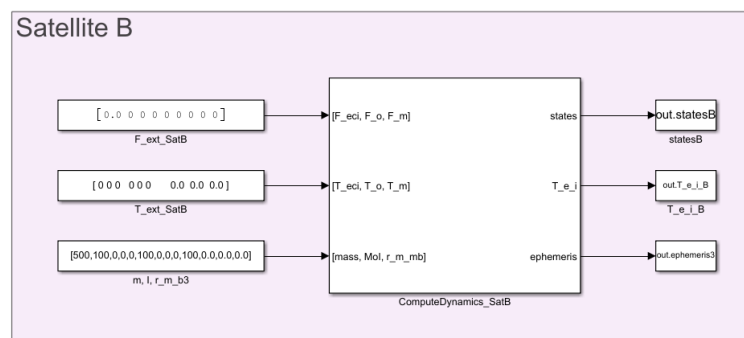 Satellite B
[0.0 0 0 0 0 0 0 0 0]
F_ext_SatB
[F_eci, F_o, F_m]
states
out.statesB
statesB
[0 0 0 0 0 0 0.0 0.0 0.0]
T_ext_SatB
[T_eci, T_o, T_m]
T_e_i
out.T_e_i_B
T_e_i_B
[500,100,0,0,0,100,0,0,0,100,0.0,0.0,0.0]
m, I, r_m_b3
[mass, MoI, r_m_mb]
ephemeris
out.ephemeris3
ComputeDynamics_SatB